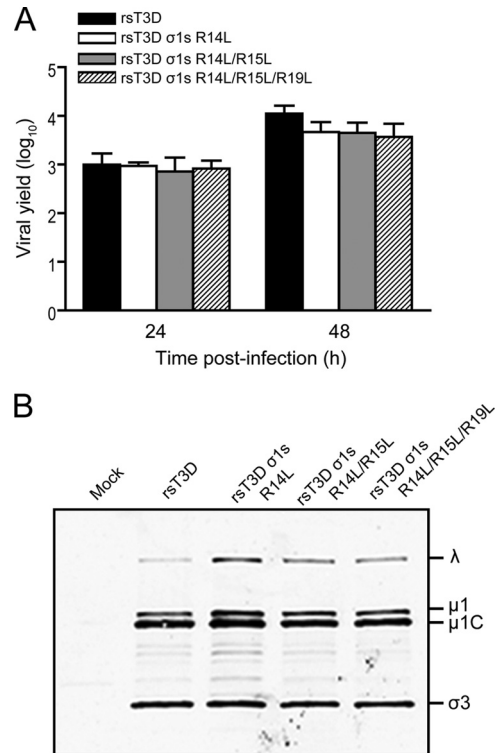 A
rsT3D
rsT3D σ1s R14L
rsT3D σ1s R14L/R15L
rsT3D σ1s R14L/R15L/R19L
Viral yield (log10)
5
4
3
2
1
0
24
48
Time post-infection (h)
B
Mock
rsT3D
rsT3D σ1s
R14L
rsT3D σ1s
R14L/R15L
rsT3D σ1s
R14L/R15L/R19L
λ
μ1
μ1C
σ3